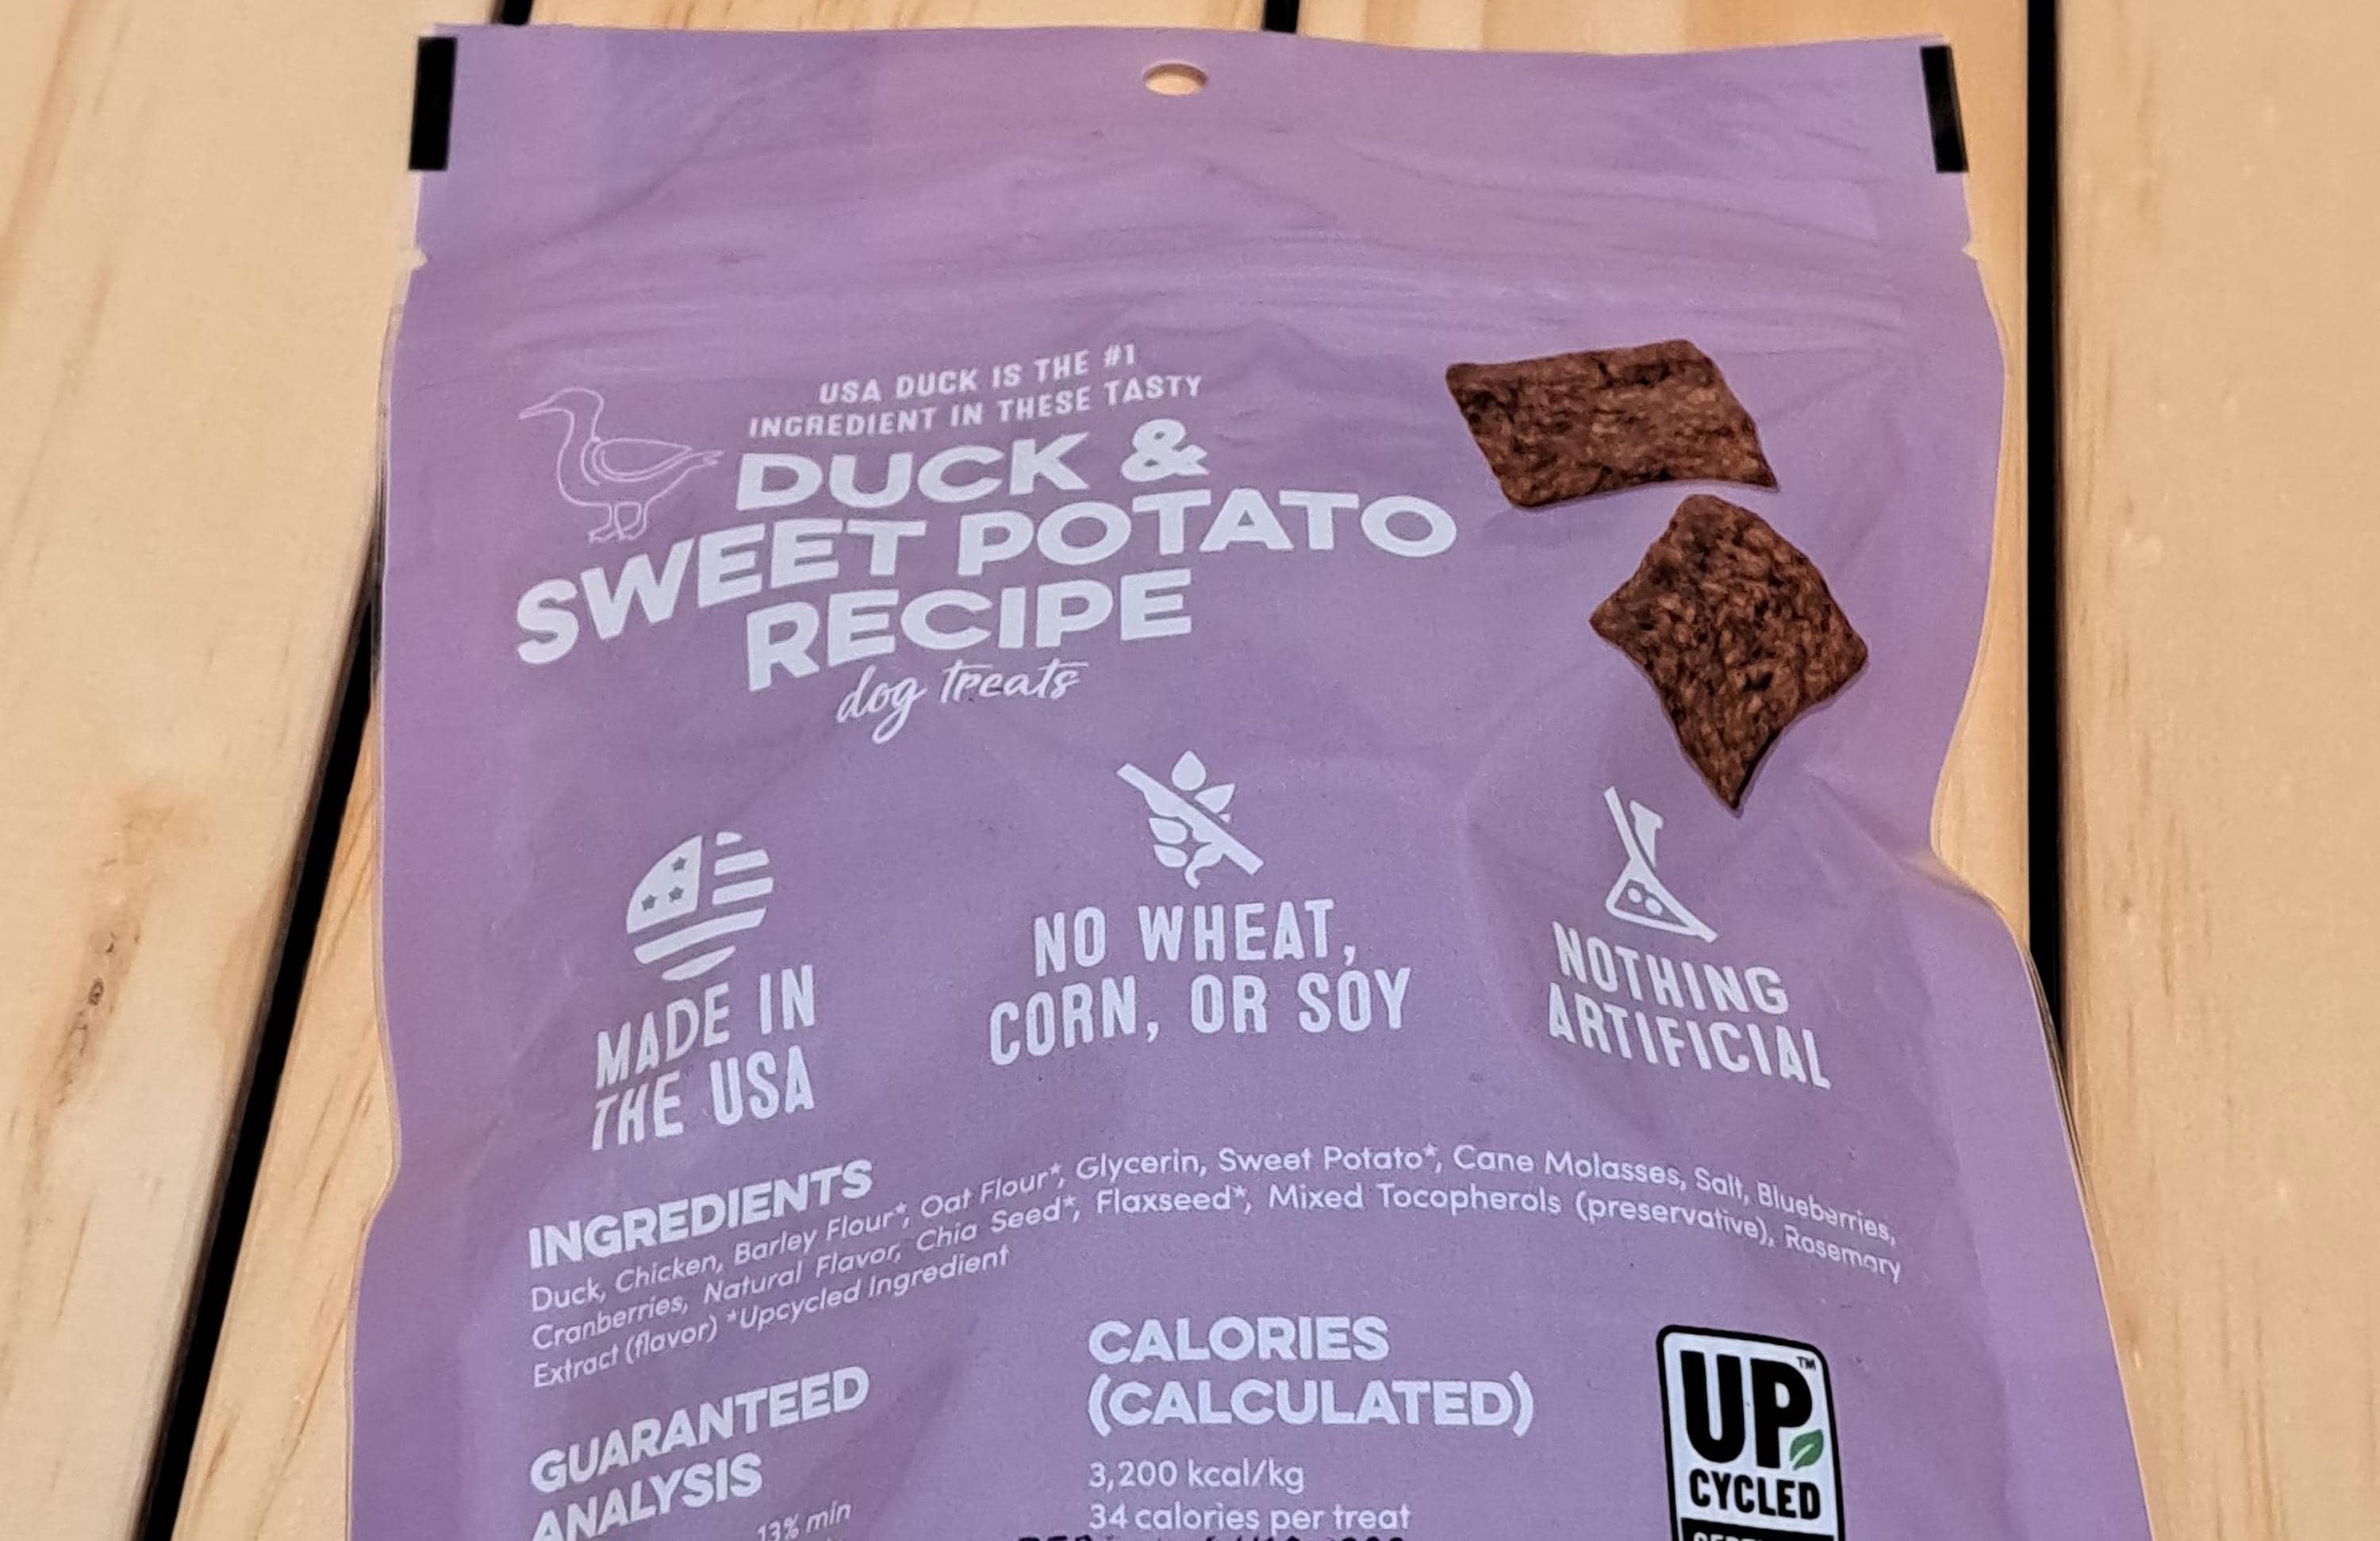 USA DUCK IS THE #1
INGREDIENT IN THESE TASTY
DUCK &
SWEET POTATO
RECIPE
dog treats
MADE IN
THE USA
NO WHEAT,
CORN, OR SOY
NOTHING
ARTIFICIAL
INGREDIENTS
Duck, Chicken, Barley Flour*, Oat Flour*, Glycerin, Sweet Potato*, Cane Molasses, Salt, Blueberries,
Cranberries, Natural Flavor, Chia Seed*, Flaxseed*, Mixed Tocopherols (preservative), Rosemary
Extract (flavor) *Upcycled Ingredient
GUARANTEED
ANALYSIS
13% min
CALORIES
(CALCULATED)
3,200 kcal/kg
34 calories per treat
UP™
CYCLED